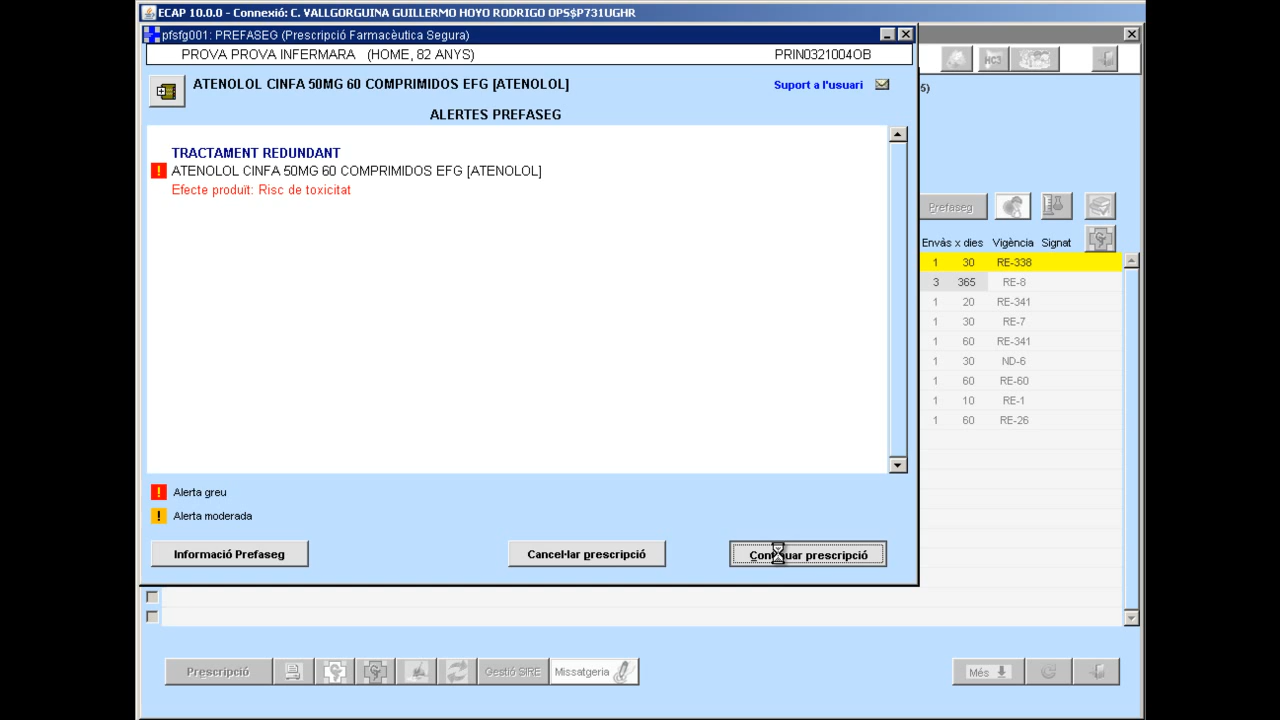 ECAP 10.0.0 - Connexió: C. VALLGORGUINA GUILLERMO HOYO RODRIGO OPS$P731UGHR
pfsfg001: PREFASEG (Prescripció Farmacèutica Segura)
PROVA PROVA INFERMARA (HOME, 82 ANYS) PRIN0321004OB
HC3
ATENOLOL CINFA 50MG 60 COMPRIMIDOS EFG [ATENOLOL] Suport a l'usuari
5)
ALERTES PREFASEG
TRACTAMENT REDUNDANT
ATENOLOL CINFA 50MG 60 COMPRIMIDOS EFG [ATENOLOL]
Efecte produït: Risc de toxicitat
Prefaseg
Envàs x dies Vigència Signat
1 30 RE-338
3 365 RE-8
1 20 RE-341
1 30 RE-7
1 60 RE-341
1 30 ND-6
1 60 RE-60
1 10 RE-1
1 60 RE-26
! Alerta greu
! Alerta moderada
Informació Prefaseg Cancel·lar prescripció Continuar prescripció
Prescripció Gestió SIRE Missatgeria Més